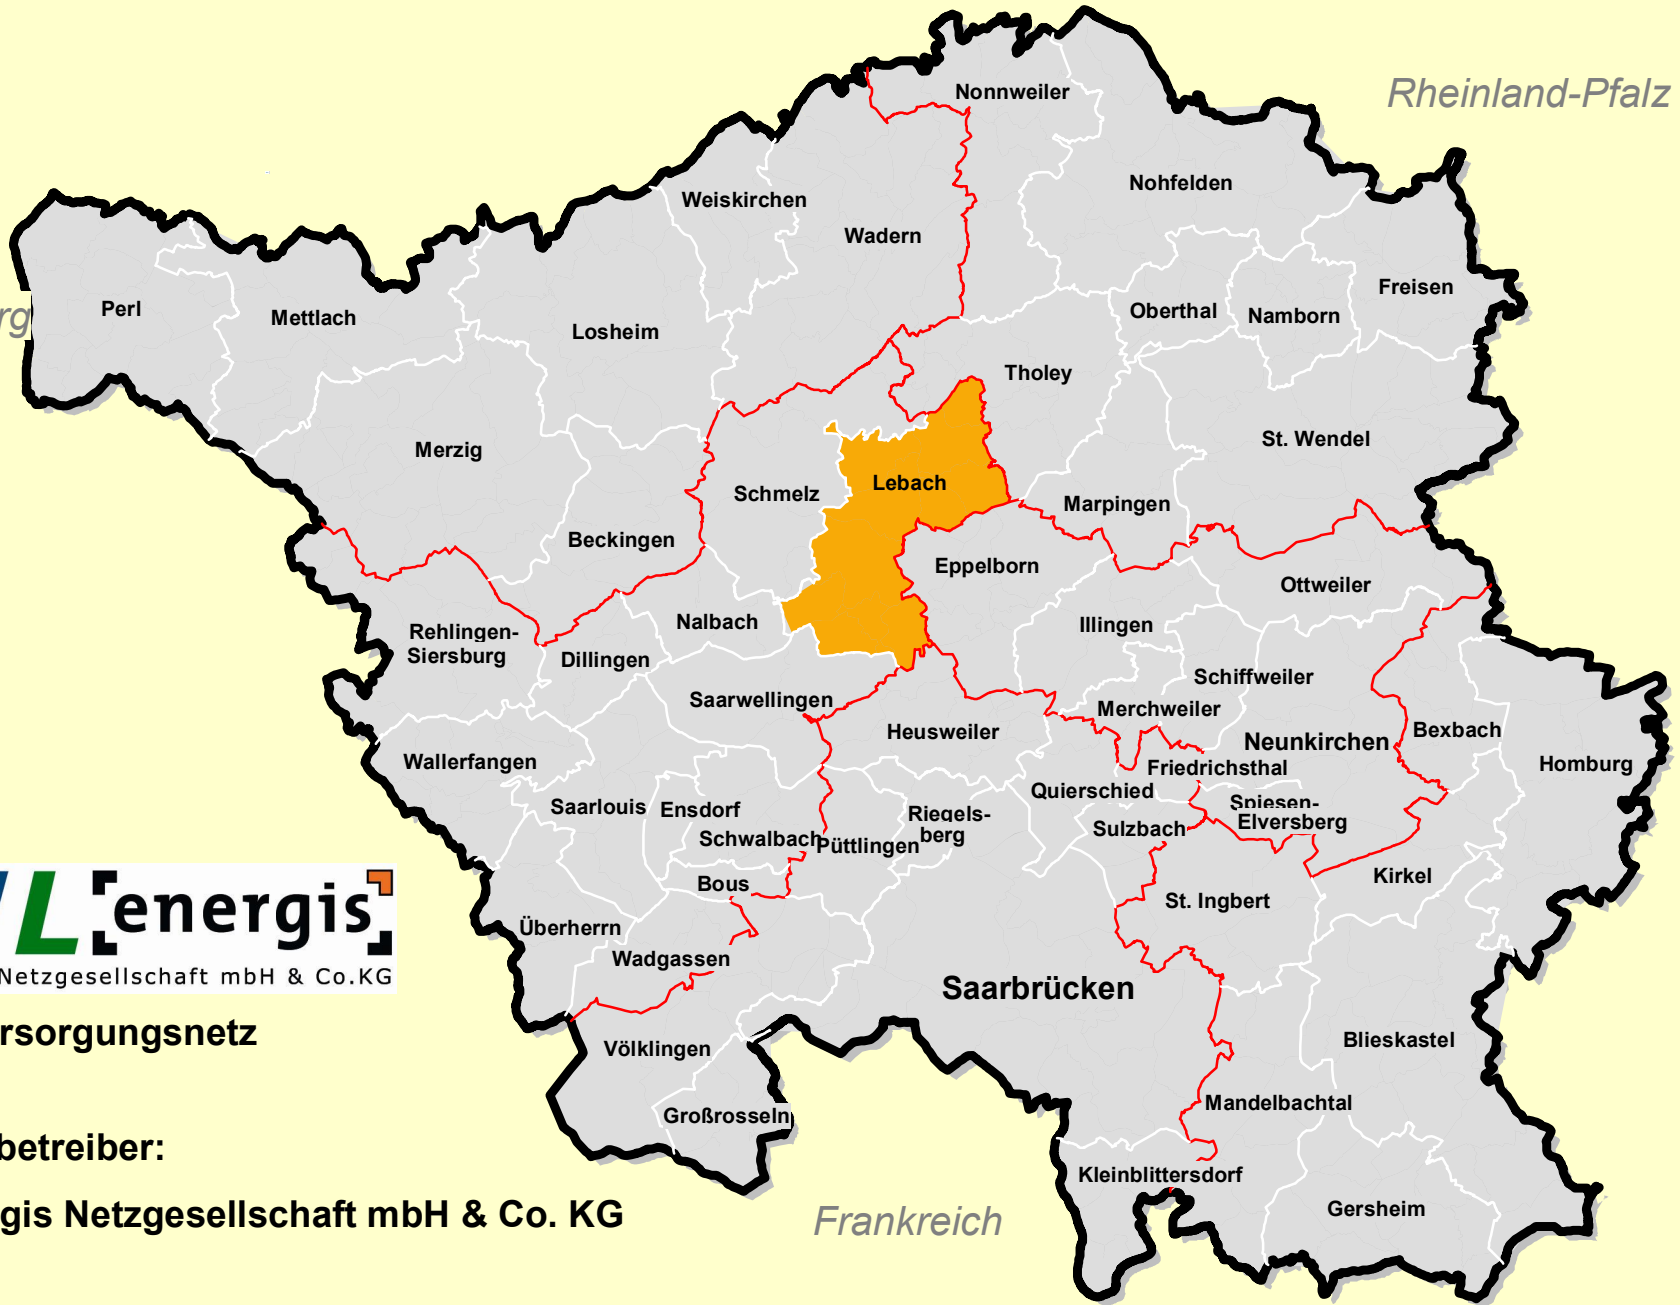 Rheinland-Pfalz
Nonnweiler
Nohfelden
Weiskirchen
Wadern
Freisen
Perl
Mettlach
Oberthal
Namborn
rg
Losheim
Tholey
St. Wendel
Merzig
Lebach
Schmelz
Marpingen
Beckingen
Eppelborn
Ottweiler
Nalbach
Illingen
Rehlingen-
Siersburg
Dillingen
Schiffweiler
Saarwellingen
Merchweiler
Heusweiler
Bexbach
Neunkirchen
Wallerfangen
Homburg
Friedrichsthal
Quierschied
Saarlouis
Ensdorf
Spiesen-
Elversberg
Riegels-
berg
Sulzbach
Schwalbach
Püttlingen
Kirkel
Bous
St. Ingbert
L [energis]
Netzgesellschaft mbH & Co.KG
Überherrn
Wadgassen
Saarbrücken
rsorgungsnetz
Völklingen
Blieskastel
Großrosseln
Mandelbachtal
betreiber:
Kleinblittersdorf
gis Netzgesellschaft mbH & Co. KG
Frankreich
Gersheim